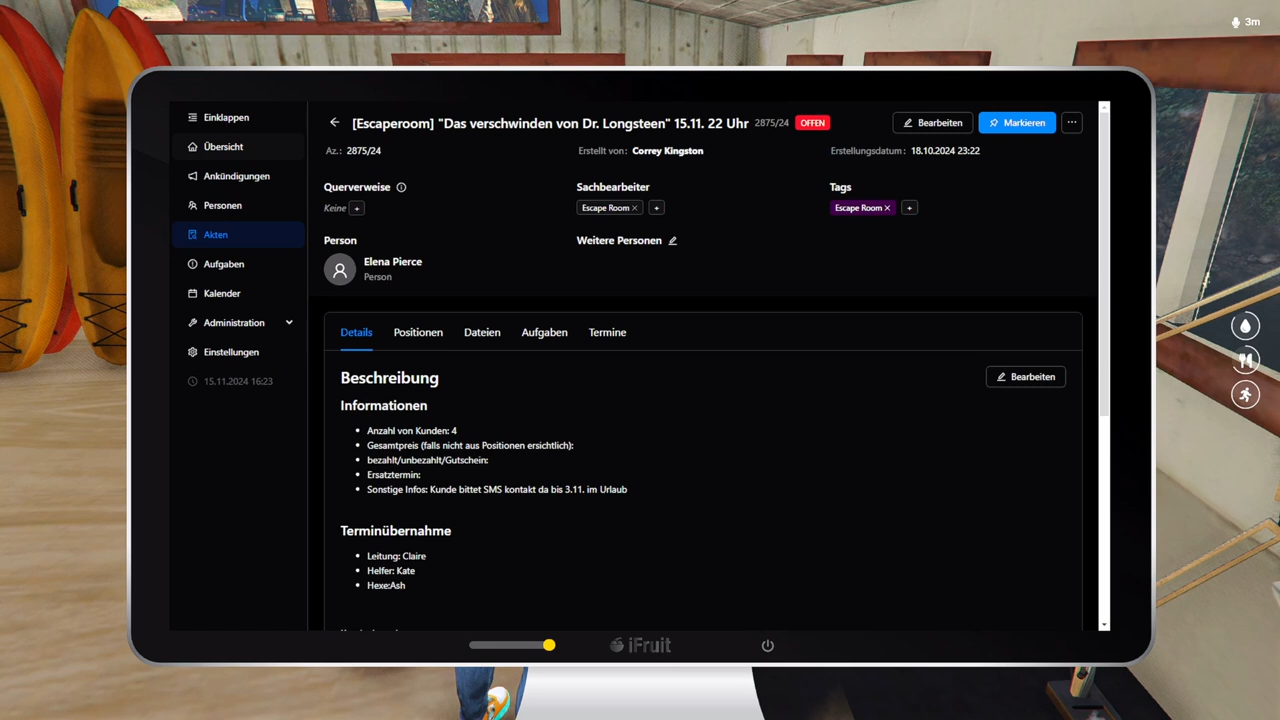 3m
Einklappen
Übersicht
Ankündigungen
Personen
Akten
Aufgaben
Kalender
Administration
Einstellungen
15.11.2024 16:23
[Escaperoom] "Das verschwinden von Dr. Longsteen" 15.11. 22 Uhr 2875/24 OFFEN
Bearbeiten Markieren
Az.: 2875/24 Erstellt von: Correy Kingston Erstellungsdatum: 18.10.2024 23:22
Querverweise Sachbearbeiter Tags
Keine + Escape Room × + Escape Room × +
Person Weitere Personen
Elena Pierce
Person
Details Positionen Dateien Aufgaben Termine
Beschreibung Bearbeiten
Informationen
• Anzahl von Kunden: 4
• Gesamtpreis (falls nicht aus Positionen ersichtlich):
• bezahlt/unbezahlt/Gutschein:
• Ersatztermin:
• Sonstige Infos: Kunde bittet SMS kontakt da bis 3.11. im Urlaub
Terminübernahme
• Leitung: Claire
• Helfer: Kate
• Hexe:Ash
iFruit